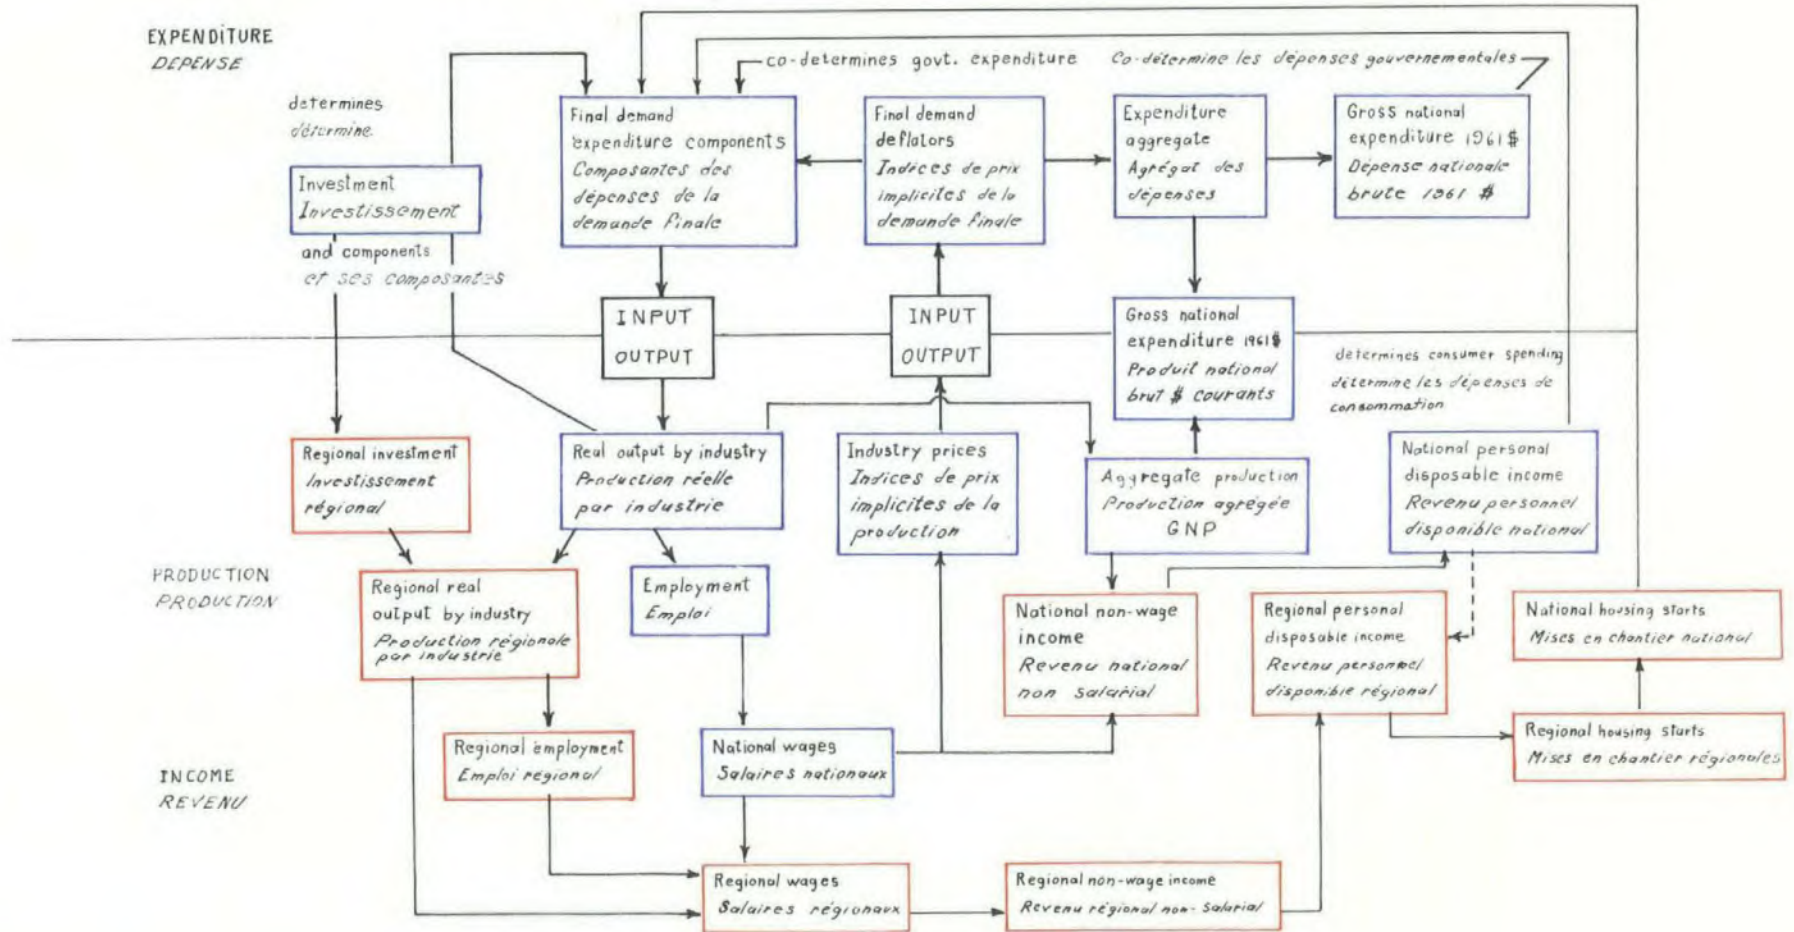 EXPENDITURE
DEPENSE
determines
détermine
Investment
Investissement
and components
et ses composantes
co-determines govt. expenditure
Co-détermine les dépenses gouvernementales
Final demand
expenditure components
Composantes des
dépenses de la
demande finale
Final demand
deflators
Indices de prix
implicites de la
demande finale
Expenditure
aggregate
Agrégat des
dépenses
Gross national
expenditure 1961 $
Dépense nationale
brute 1961 $
INPUT
OUTPUT
INPUT
OUTPUT
Gross national
expenditure 1961 $
Produit national
brut $ courants
determines consumer spending
détermine les dépenses de
consommation
Regional investment
Investissement
régional
Real output by industry
Production réelle
par industrie
Industry prices
Indices de prix
implicites de la
production
Aggregate production
Production agrégée
GNP
National personal
disposable income
Revenu personnel
disponible national
PRODUCTION
PRODUCTION
Regional real
output by industry
Production régionale
par industrie
Employment
Emploi
National non-wage
income
Revenu national
non salarial
Regional personal
disposable income
Revenu personnel
disponible régional
National housing starts
Mises en chantier national
INCOME
REVENU
Regional employment
Emploi régional
National wages
Salaires nationaux
Regional housing starts
Mises en chantier régionales
Regional wages
Salaires régionaux
Regional non-wage income
Revenu régional non-salarial